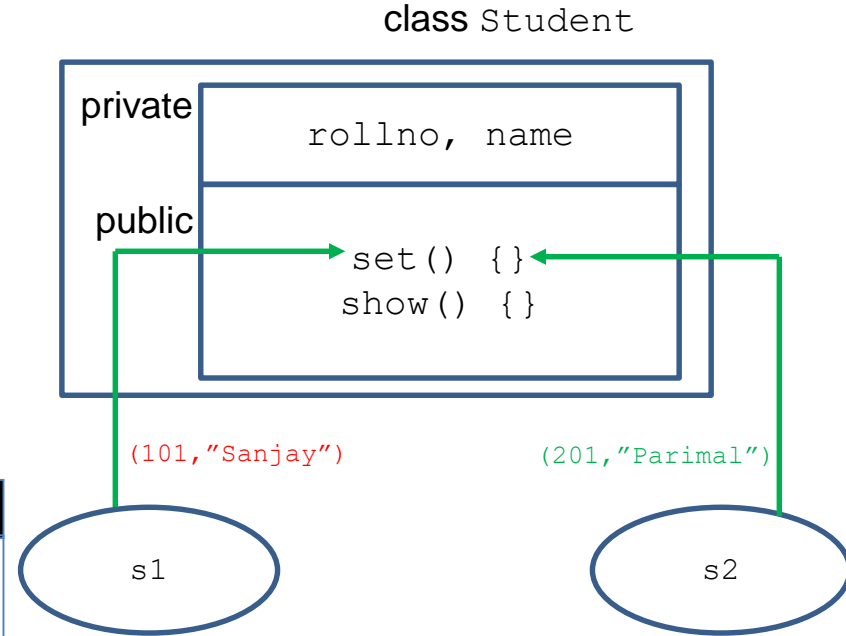 class Student
private
rollno, name
public
set() {}
show() {}
(101,”Sanjay”)
(201,”Parimal”)
s1
s2